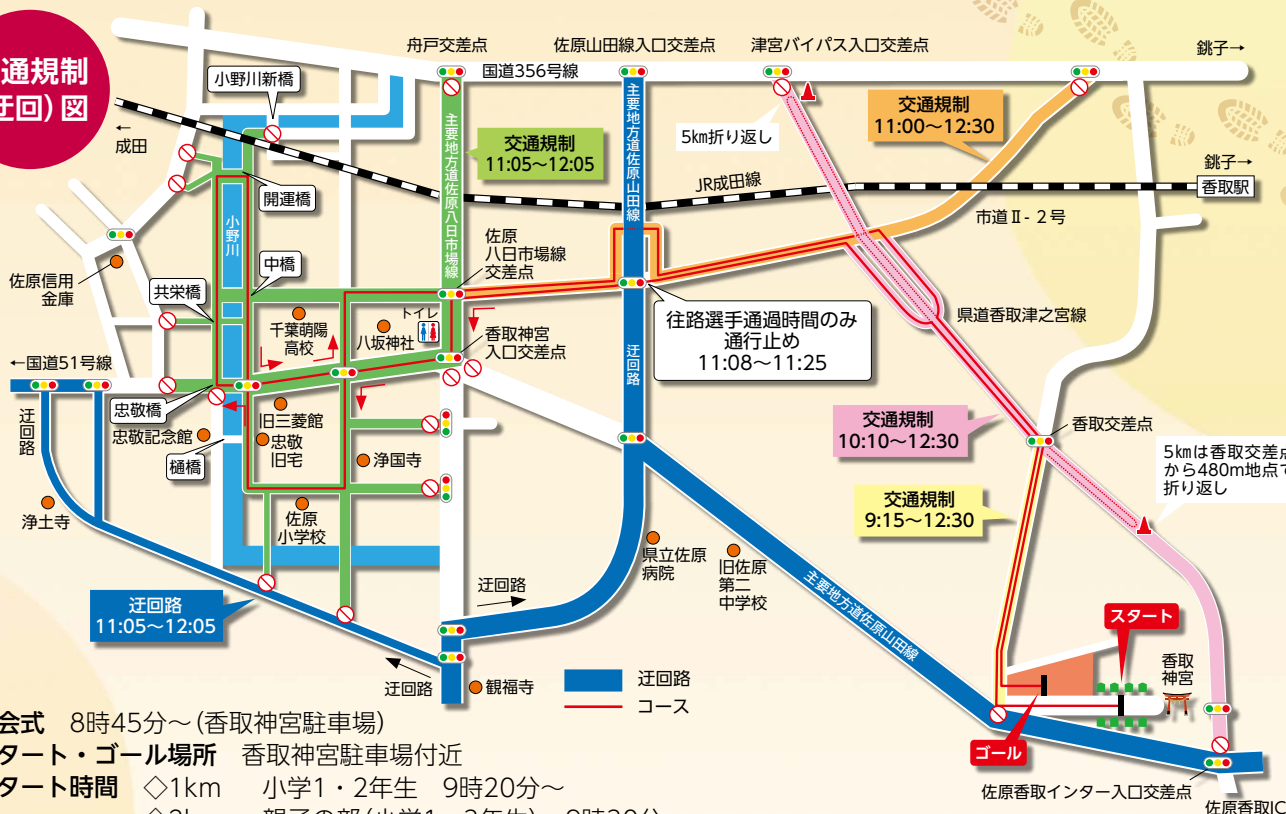 通規制
迂回)図
舟戸交差点
佐原山田線入口交差点
津宮バイパス入口交差点
銚子→
国道356号線
小野川新橋
←
成田
主要地方道佐原八日市場線
交通規制
11:05～12:05
主要地方道佐原山田線
5km折り返し
交通規制
11:00～12:30
銚子→
香取駅
JR成田線
市道Ⅱ-2号
開運橋
小野川
佐原信用
金庫
中橋
共栄橋
佐原
八日市場線
交差点
千葉萌陽
高校
八坂神社
トイレ
香取神宮
入口交差点
往路選手通過時間のみ
通行止め
11:08～11:25
県道香取津之宮線
←国道51号線
迂回路
忠敬橋
忠敬記念館
樋橋
旧三菱館
忠敬
旧宅
浄国寺
迂回路
交通規制
10:10～12:30
香取交差点
5kmは香取交差点
から480m地点で
折り返し
浄土寺
佐原
小学校
交通規制
9:15～12:30
県立佐原
病院
旧佐原
第二
中学校
主要地方道佐原山田線
迂回路
11:05～12:05
迂回路
迂回路
観福寺
迂回路
コース
スタート
香取
神宮
ゴール
佐原香取インター入口交差点
佐原香取IC
会式 8時45分～(香取神宮駐車場)
タート・ゴール場所 香取神宮駐車場付近
タート時間 ◇1km 小学1・2年生 9時20分～